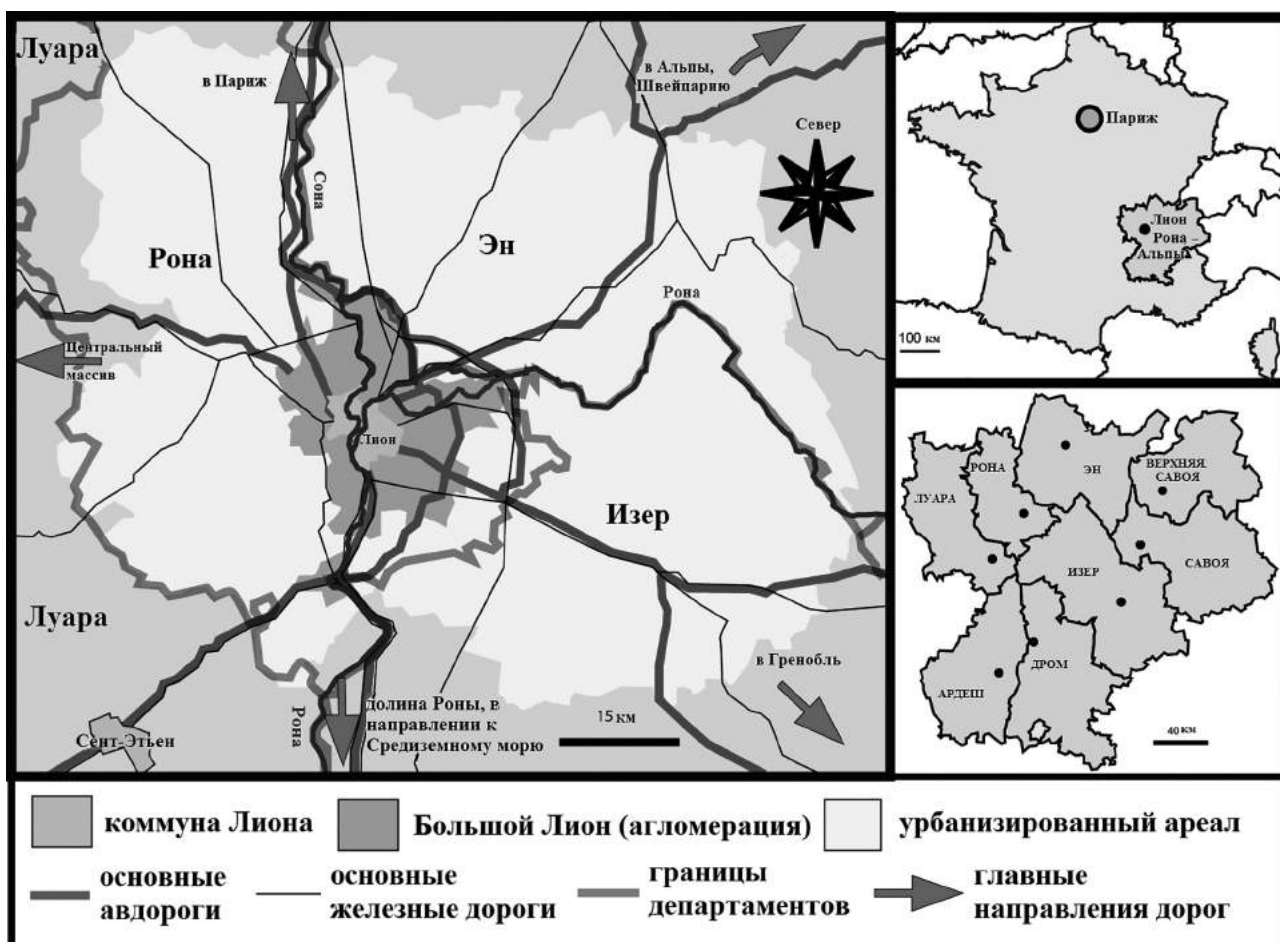 Луара
в Париж
в Альпы,
Швейцарию
Север
Сона
Рона
Эн
Рона
Центральный
массив
Лион
Изер
Луара
в Гренобль
долина Роны, в
направлении к
Средиземному морю
15 км
Рона
Сент-Этьен
Париж
Лион
Рона –
Альпы
100 км
РОНА
ЭН
ВЕРХНЯЯ
САВОЯ
ЛУАРА
САВОЯ
ИЗЕР
ДРОМ
АРДЕШ
40 км
коммуна Лиона
Большой Лион (агломерация)
урбанизированный ареал
основные
авдороги
основные
железные дороги
границы
департаментов
главные
направления дорог